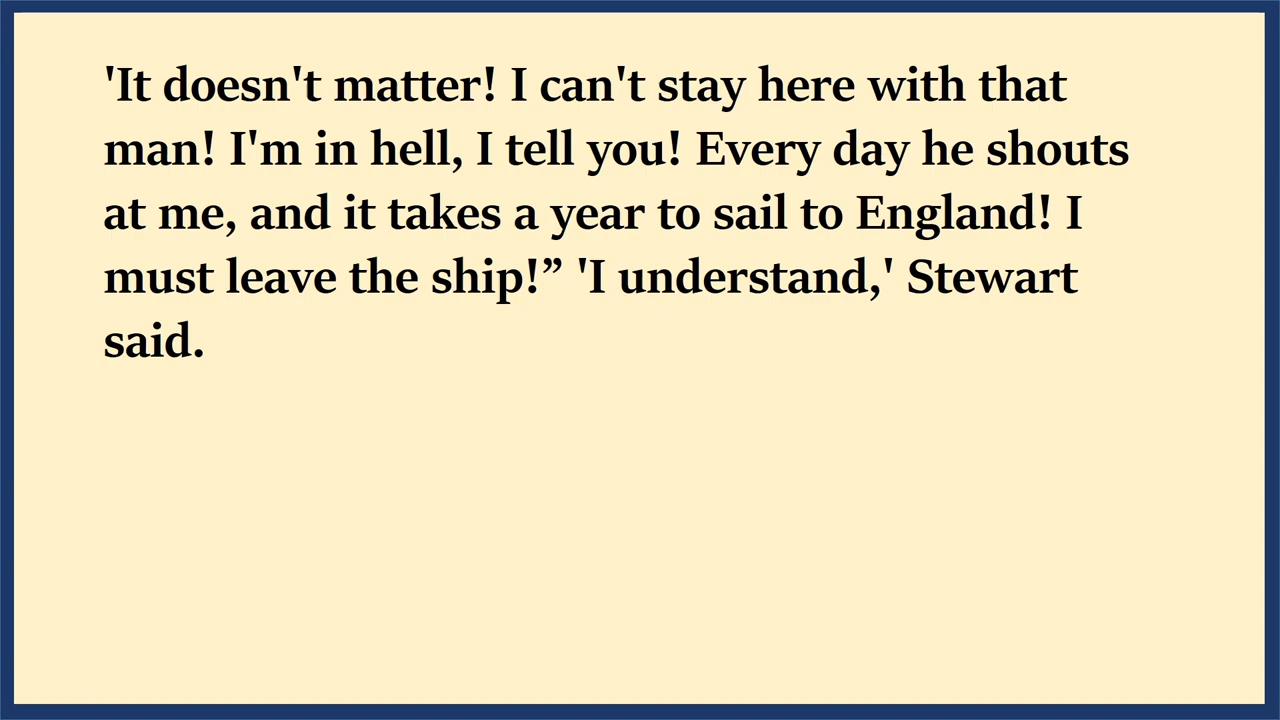 'It doesn't matter! I can't stay here with that
man! I'm in hell, I tell you! Every day he shouts
at me, and it takes a year to sail to England! I
must leave the ship!” 'I understand,' Stewart
said.